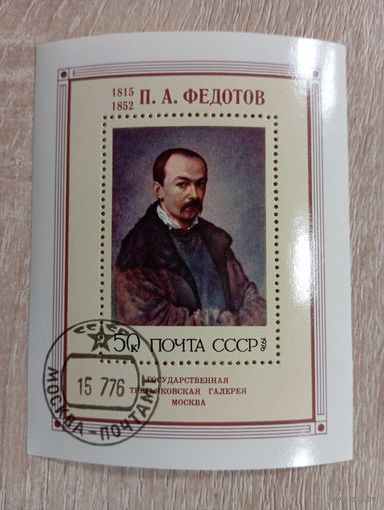 1815
1852
П. А. ФЕДОТОВ
50к ПОЧТА СССР
1976
СССР
15 776
МОСКВА-ПОЧТАМТ
ГОСУДАРСТВЕННАЯ
ТРЕТЬЯКОВСКАЯ ГАЛЕРЕЯ
МОСКВА